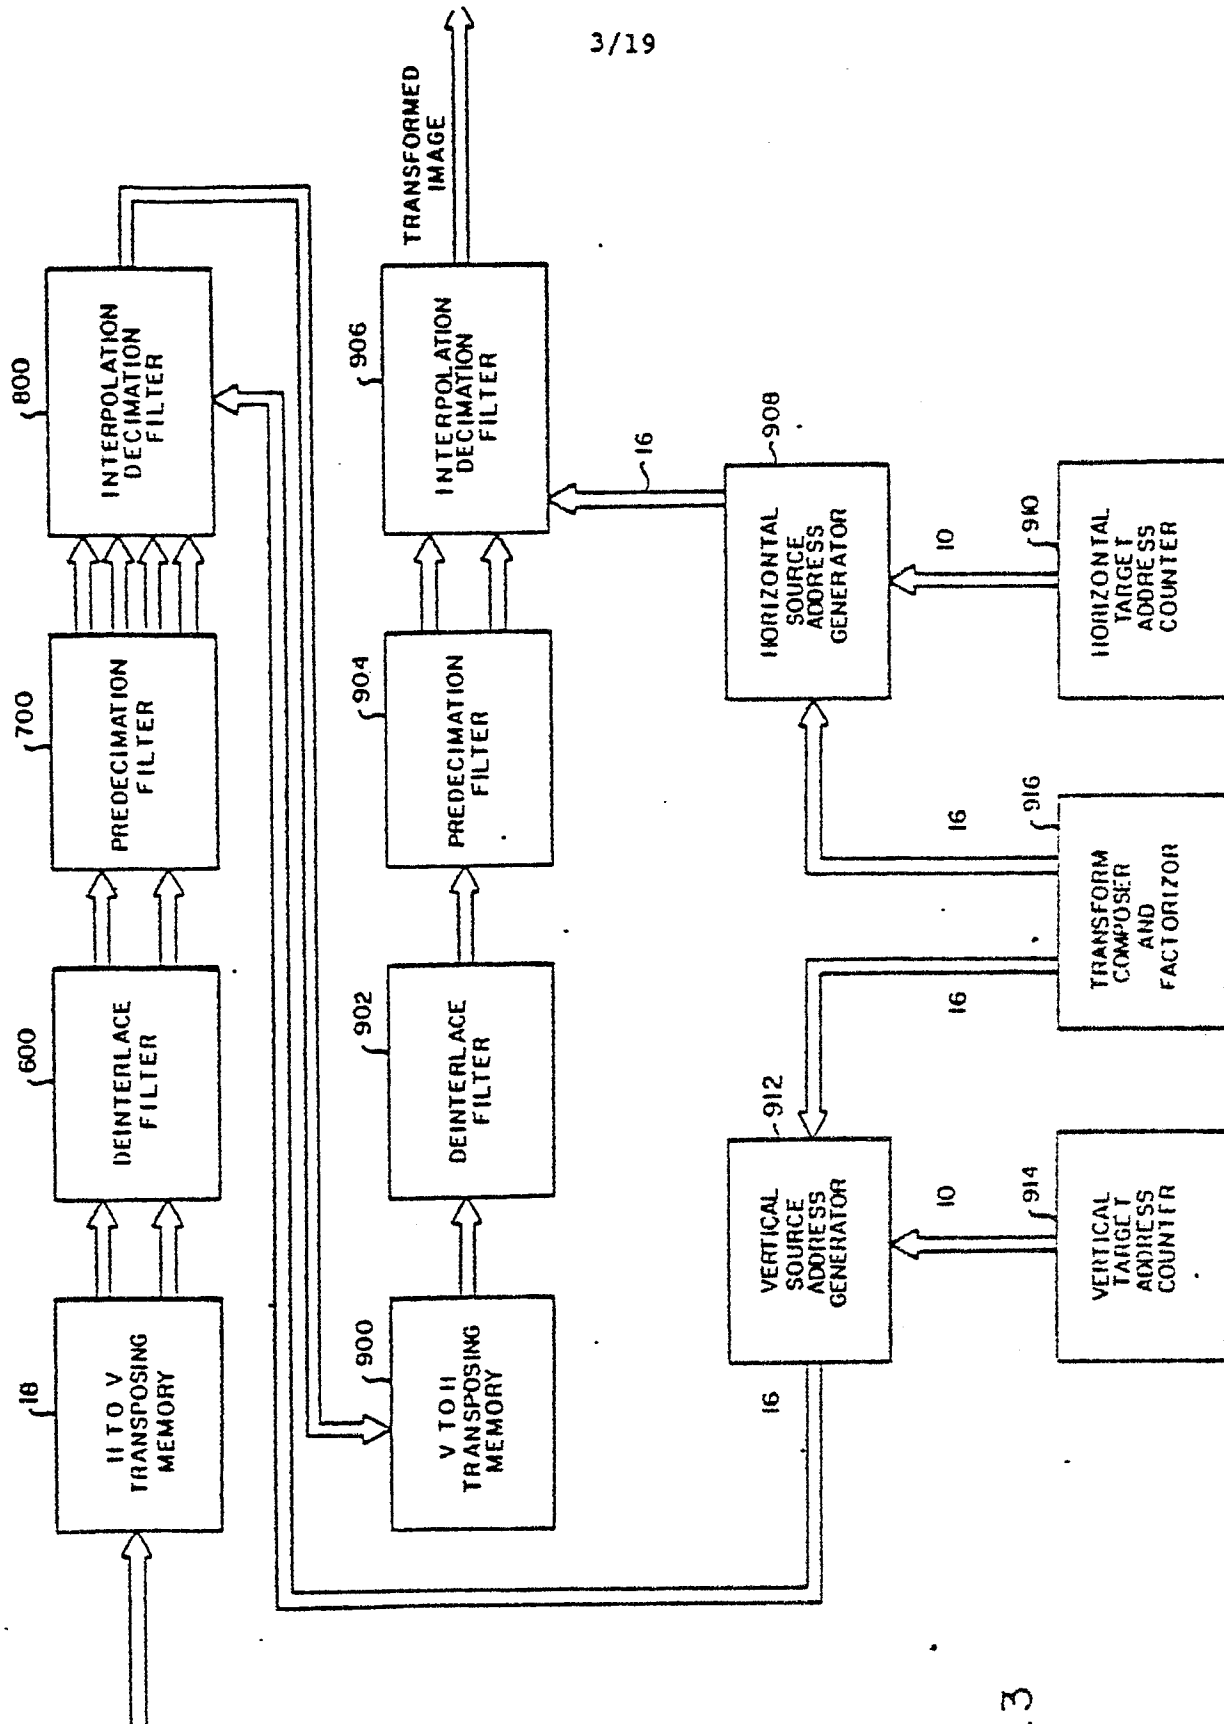 3/19
18
H TO V
TRANSPOSING
MEMORY
600
DEINTERLACE
FILTER
700
PREDECIMATION
FILTER
800
INTERPOLATION
DECIMATION
FILTER
900
V TO H
TRANSPOSING
MEMORY
902
DEINTERLACE
FILTER
904
PREDECIMATION
FILTER
906
INTERPOLATION
DECIMATION
FILTER
TRANSFORMED
IMAGE
16
912
VERTICAL
SOURCE
ADDRESS
GENERATOR
908
HORIZONTAL
SOURCE
ADDRESS
GENERATOR
16
10
16
16
10
914
VERTICAL
TARGET
ADDRESS
COUNTER
916
TRANSFORM
COMPOSER
AND
FACTORIZOR
910
HORIZONTAL
TARGET
ADDRESS
COUNTER
.3